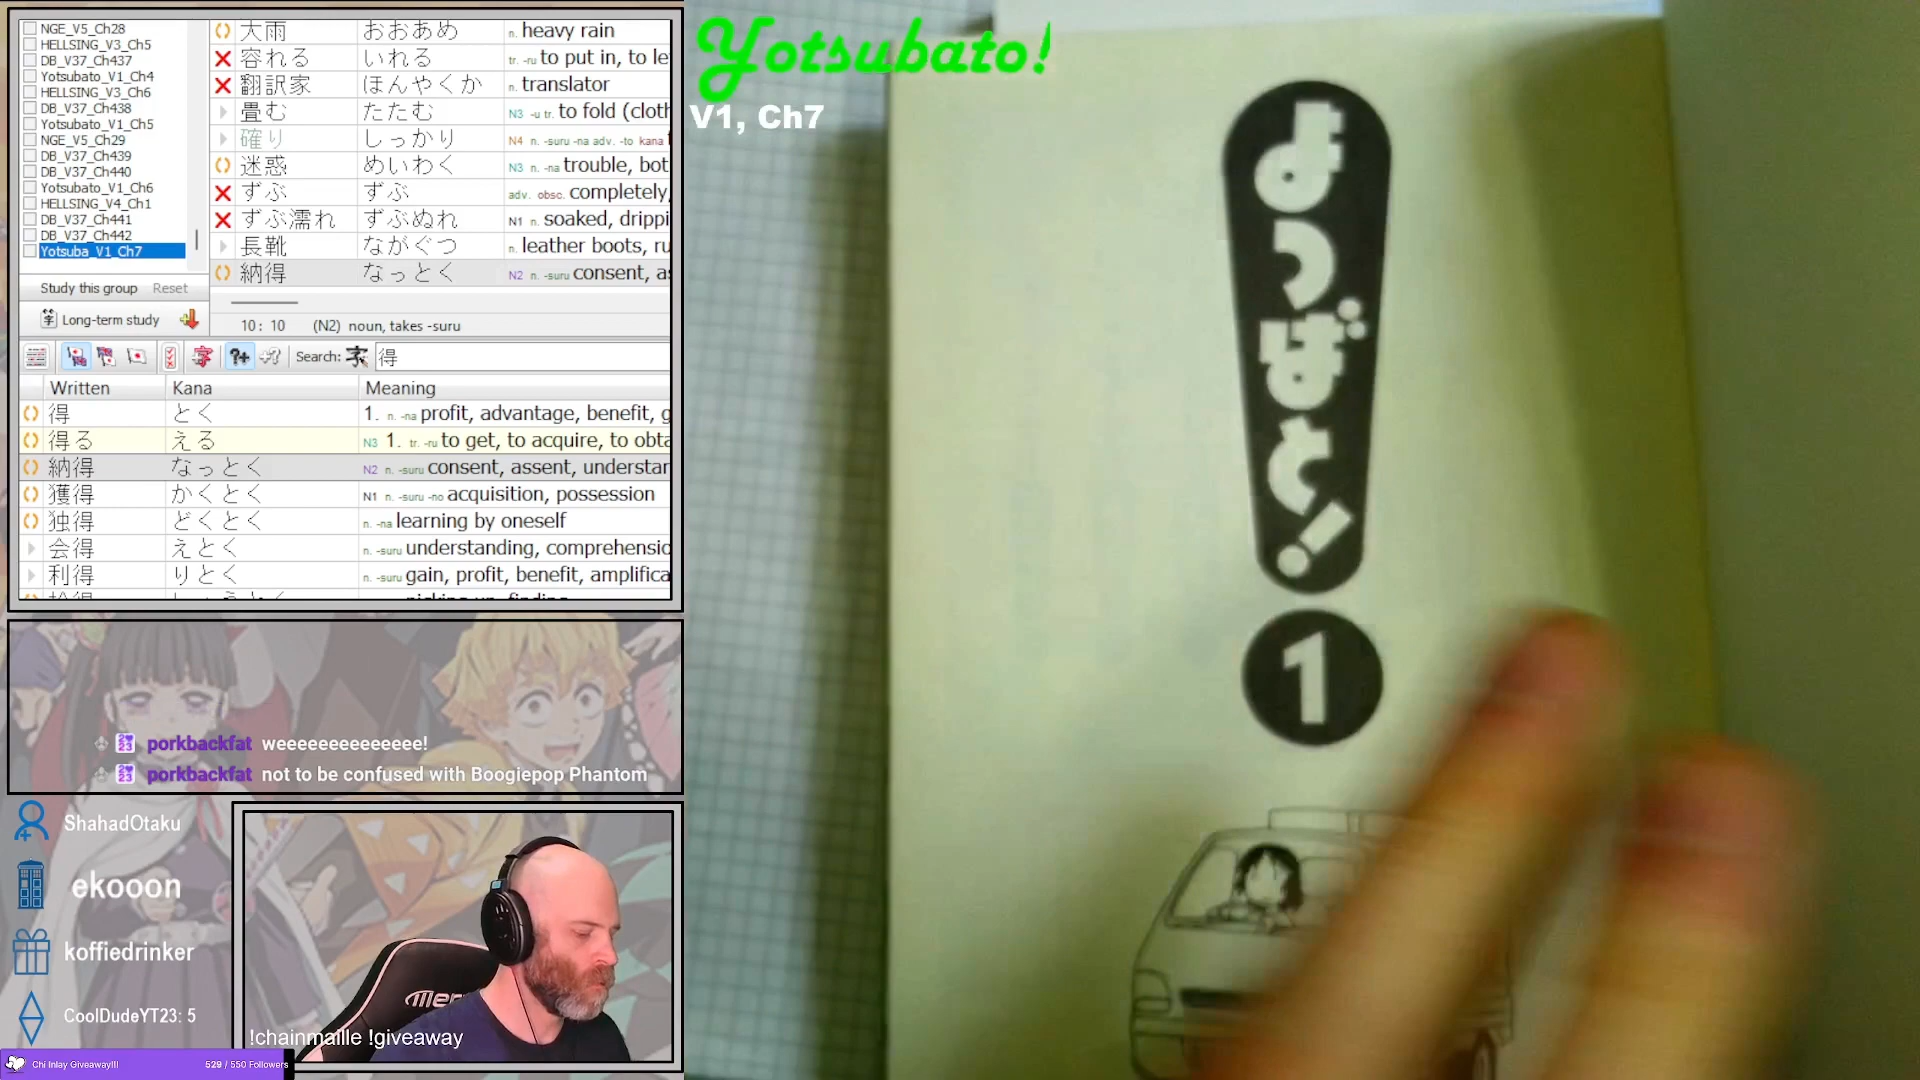 NGE_V5_Ch28
HELLSING_V3_Ch5
DB_V37_Ch437
Yotsubato_V1_Ch4
HELLSING_V3_Ch6
DB_V37_Ch438
Yotsubato_V1_Ch5
NGE_V5_Ch29
DB_V37_Ch439
DB_V37_Ch440
Yotsubato_V1_Ch6
HELLSING_V4_Ch1
DB_V37_Ch441
DB_V37_Ch442
Yotsuba_V1_Ch7
Study this group Reset
Long-term study
大雨 おおあめ n. heavy rain
容れる いれる tr. -ru to put in, to le
翻訳家 ほんやくか n. translator
畳む たたむ N3 -u tr. to fold (cloth
確り しっかり N4 n. -suru -na adv. -to kana
迷惑 めいわく N3 n. -na trouble, bot
ずぶ ずぶ adv. obsc. completely,
ずぶ濡れ ずぶぬれ N1 n. soaked, drippi
長靴 ながぐつ n. leather boots, ru
納得 なっとく N2 n. -suru consent, as
10: 10 (N2) noun, takes -suru
Search: 得
Written Kana Meaning
得 とく 1. n. -na profit, advantage, benefit, g
得る える N3 1. tr. -ru to get, to acquire, to obta
納得 なっとく N2 n. -suru consent, assent, understan
獲得 かくとく N1 n. -suru -no acquisition, possession
独得 どくとく n. -na learning by oneself
会得 えとく n. -suru understanding, comprehensio
利得 りとく n. -suru gain, profit, benefit, amplifica
porkbackfat weeeeeeeeeeeeee!
porkbackfat not to be confused with Boogiepop Phantom
ShahadOtaku
ekooon
koffiedrinker
CoolDudeYT23: 5
Chi Inlay Giveaway!!! 529 / 550 Followers
!chainmaille !giveaway
Yotsubato!
V1, Ch7
よつばと!
1